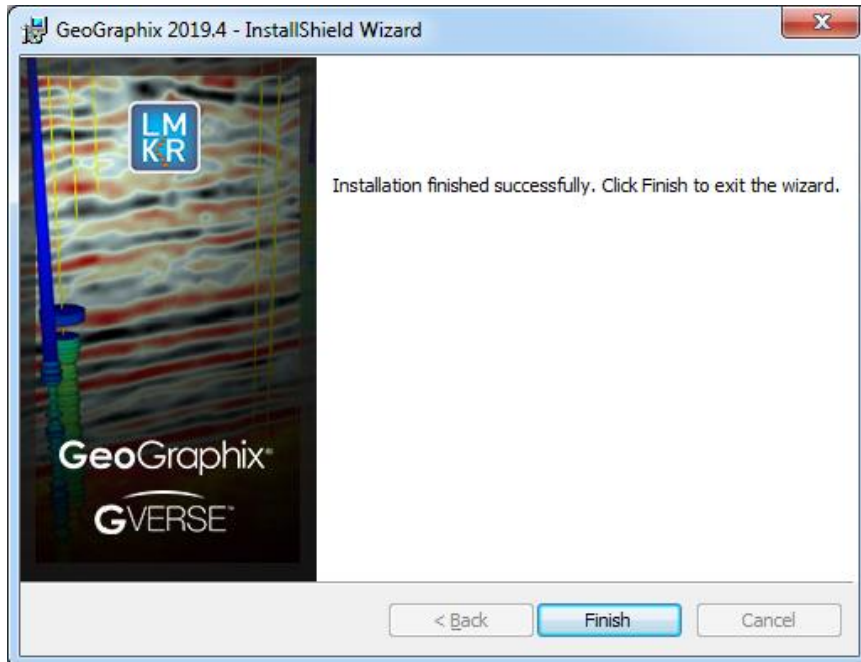 GeoGraphix 2019.4 - InstallShield Wizard
LM
KR
Installation finished successfully. Click Finish to exit the wizard.
GeoGraphix®
GVERSE™
< Back
Finish
Cancel